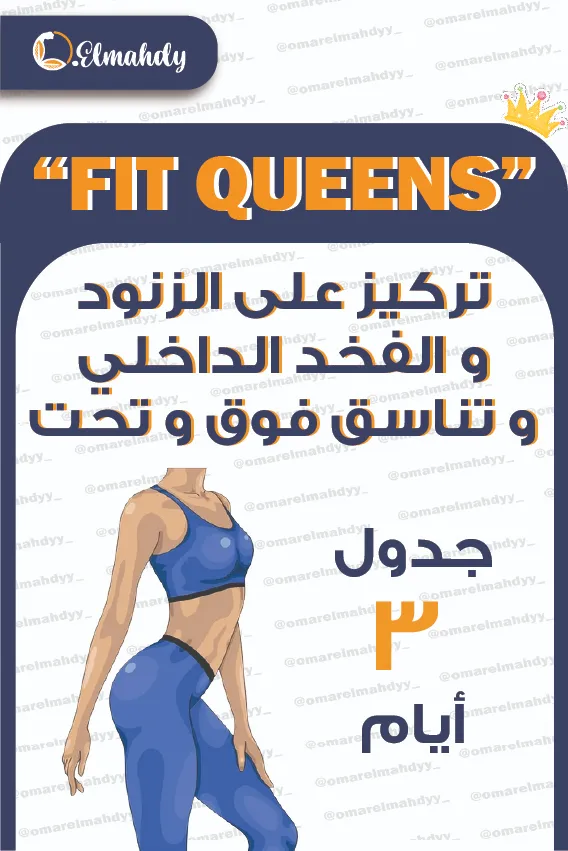 O.Elmahdy
@omarelmahdyy_
“FIT QUEENS”
تركيز على الزنود
و الفخد الداخلي
و تناسق فوق و تحت
جدول
٣
أيام